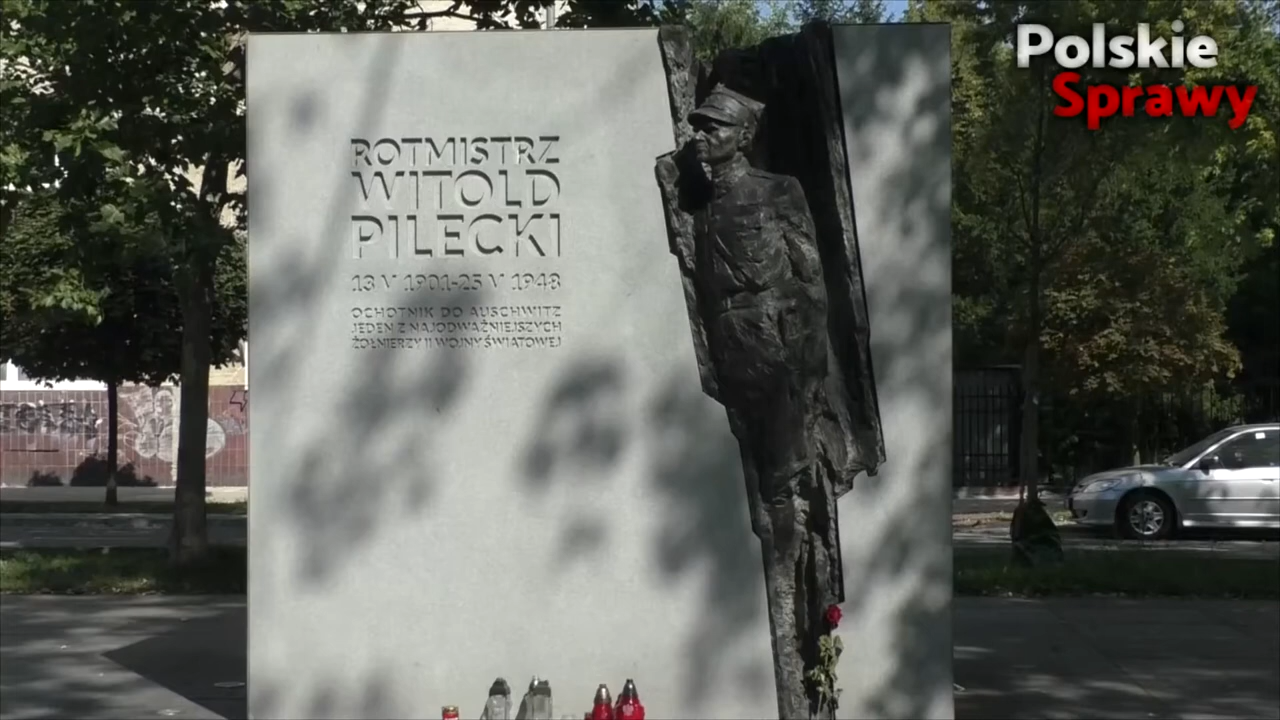 ROTMISTRZ
WITOLD
PILECKI
13 V 1901-25 V 1948
OCHOTNIK DO AUSCHWITZ
JEDEN Z NAJODWAŻNIEJSZYCH
ŻOŁNIERZY II WOJNY ŚWIATOWEJ
Polskie
Sprawy